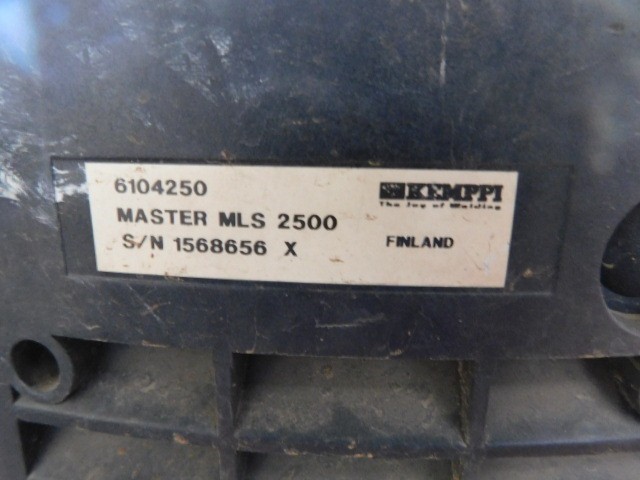 6104250
KEMPPI
The Joy of Welding
MASTER MLS 2500
S/N 1568656 X
FINLAND